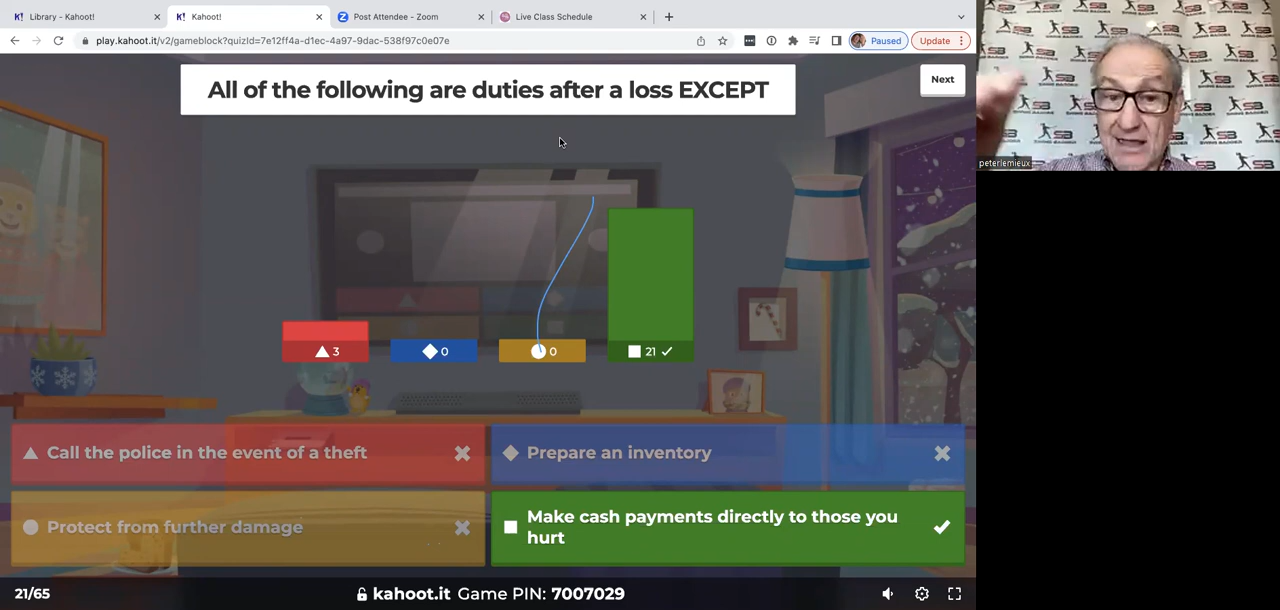 Library - Kahoot!
Kahoot!
Post Attendee - Zoom
Live Class Schedule
play.kahoot.it/v2/gameblock?quizId=7e12ff4a-d1ec-4a97-9dac-538f97c0e07e
Paused
Update
All of the following are duties after a loss EXCEPT
Next
peterlemieux
3
0
0
21
Call the police in the event of a theft
Prepare an inventory
Protect from further damage
Make cash payments directly to those you
hurt
21/65
kahoot.it Game PIN: 7007029